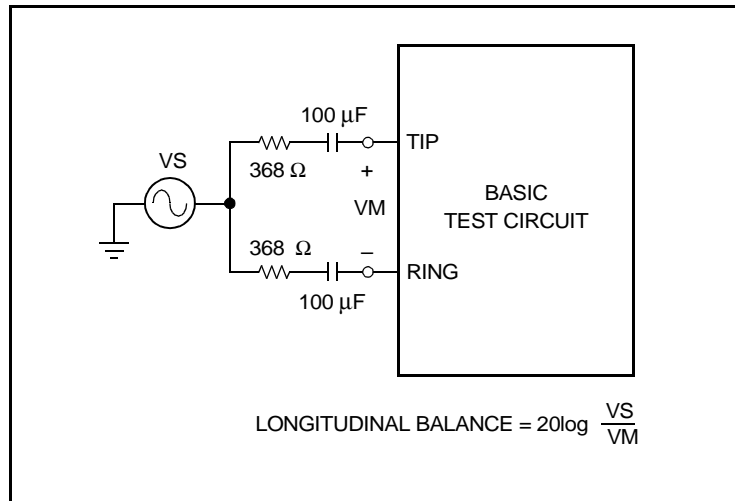 100 μF
TIP
VS
368 Ω
+
BASIC
TEST CIRCUIT
VM
368 Ω
–
RING
100 μF
LONGITUDINAL BALANCE = 20log VS
VM